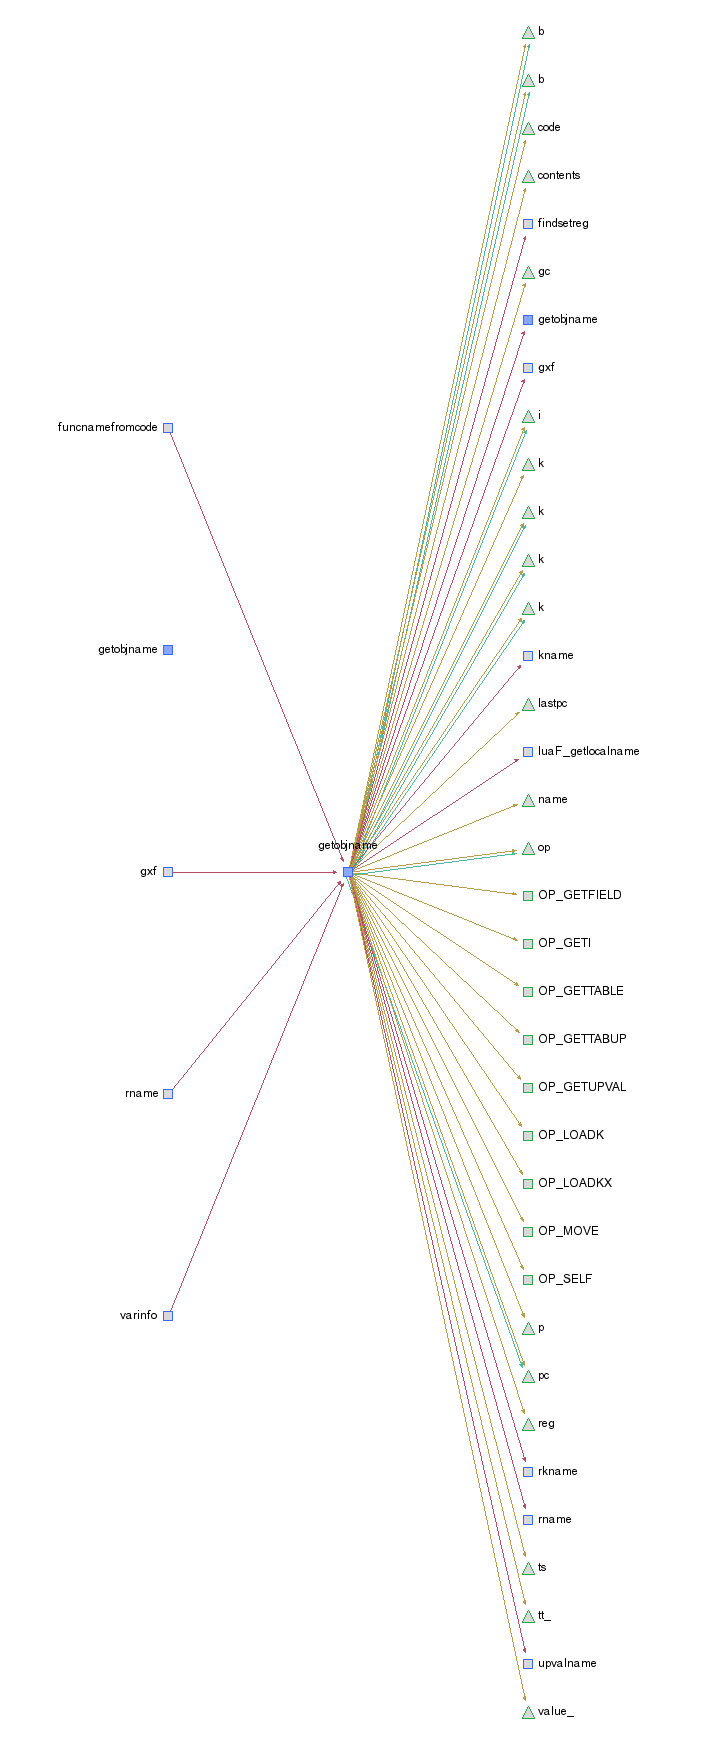 b
b
code
contents
findsetreg
gc
getobjname
gxf
i
funcnamefromcode
k
k
k
k
getobjname
kname
lastpc
luaF_getlocalname
name
getobjname
op
gxf
OP_GETFIELD
OP_GETI
OP_GETTABLE
OP_GETTABUP
OP_GETUPVAL
rname
OP_LOADK
OP_LOADKX
OP_MOVE
OP_SELF
varinfo
p
pc
reg
rkname
rname
ts
tt_
upvalname
value_